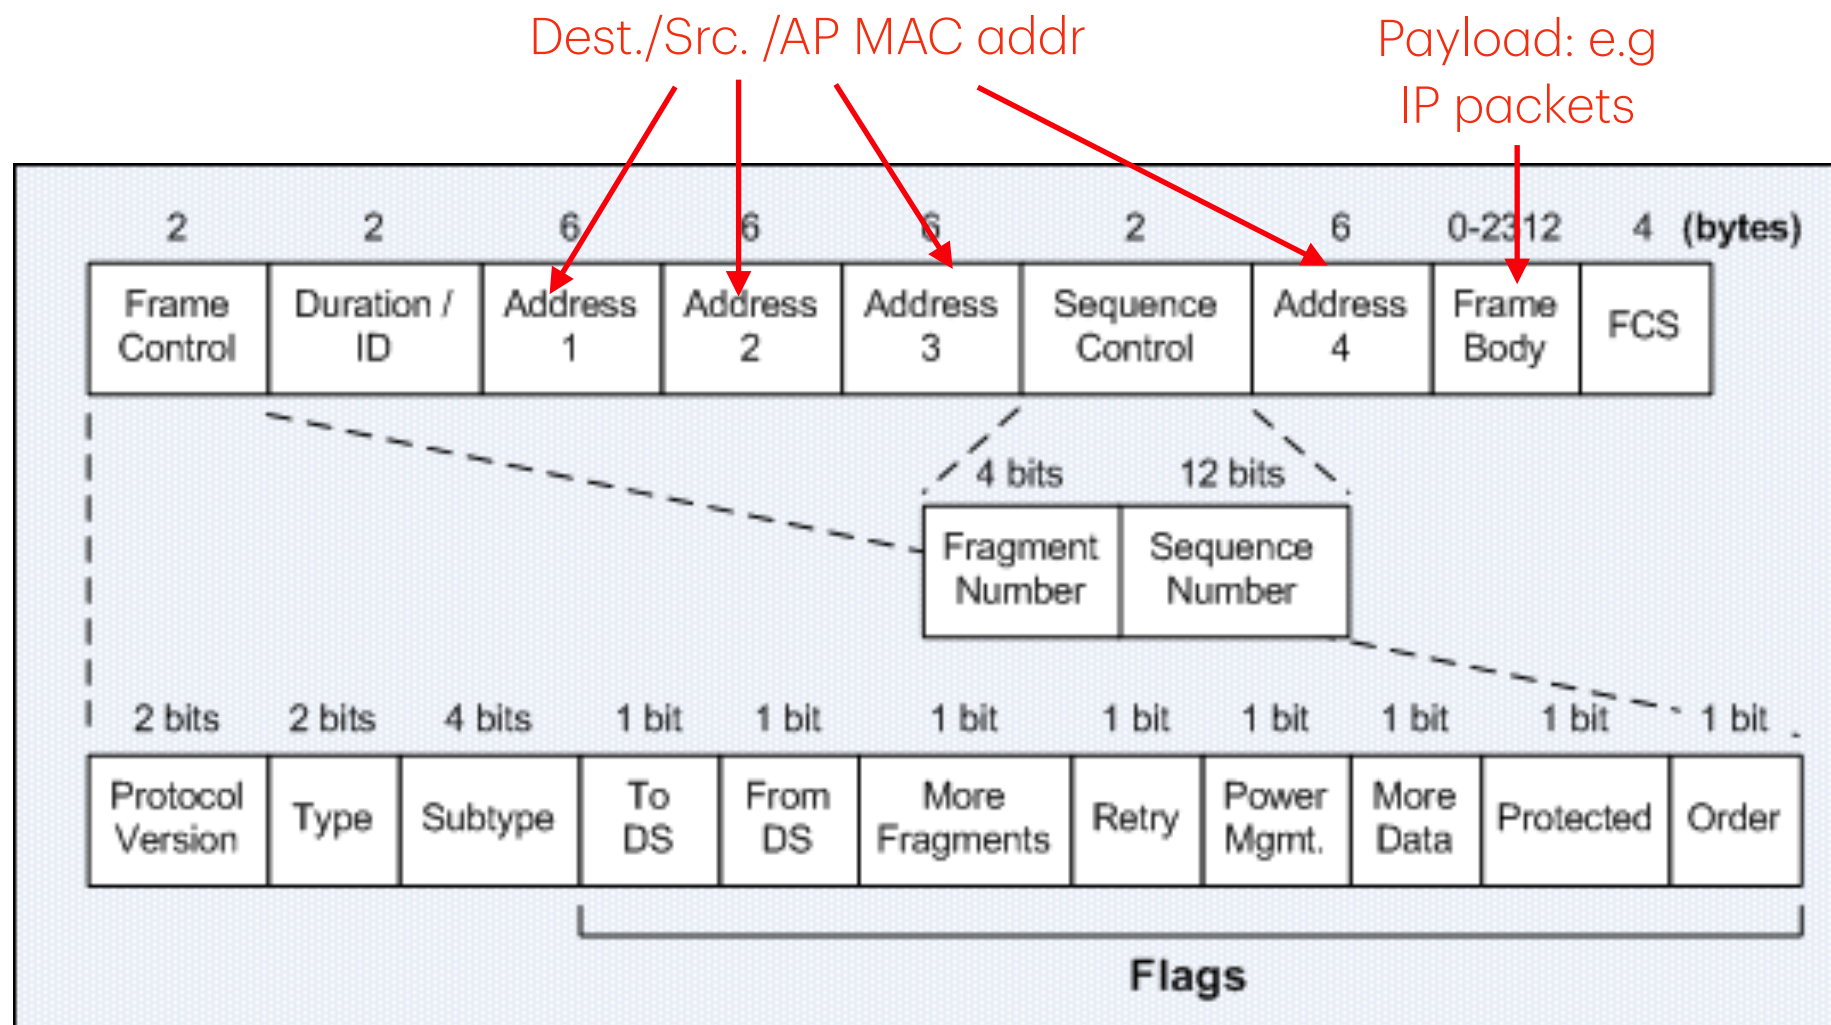 Dest./Src. /AP MAC addr
Payload: e.g
IP packets
2 2 6 6 6 2 6 0-2312 4 (bytes)
Frame Control
Duration / ID
Address 1
Address 2
Address 3
Sequence Control
Address 4
Frame Body
FCS
4 bits 12 bits
Fragment Number
Sequence Number
2 bits 2 bits 4 bits 1 bit 1 bit 1 bit 1 bit 1 bit 1 bit 1 bit 1 bit
Protocol Version
Type
Subtype
To DS
From DS
More Fragments
Retry
Power Mgmt.
More Data
Protected
Order
Flags